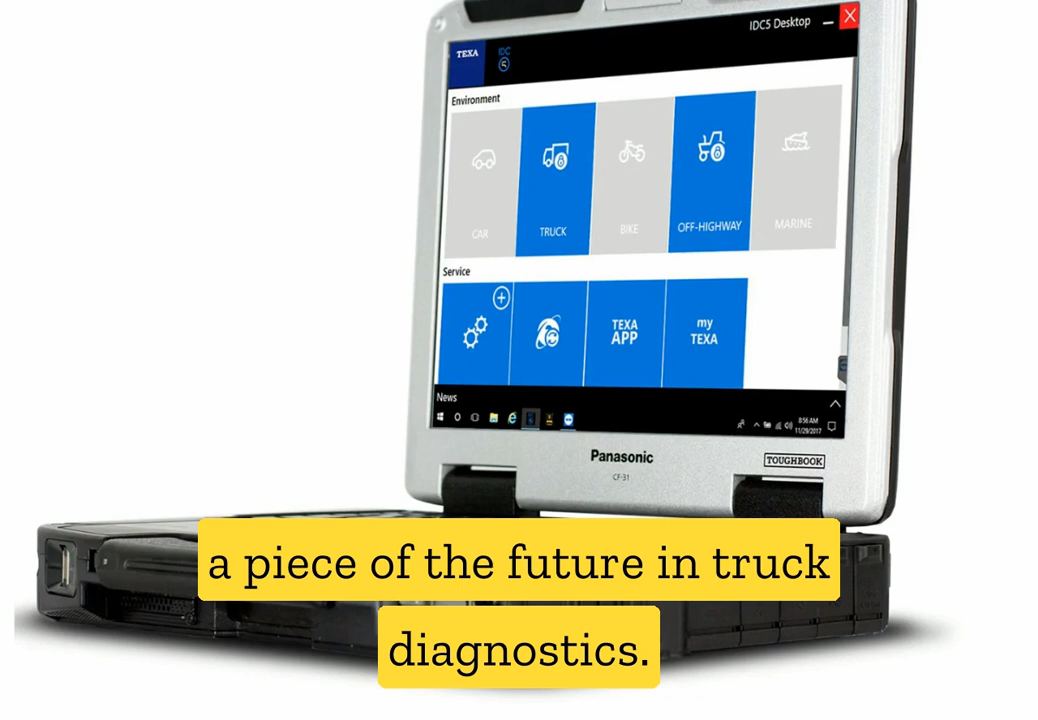 IDC5 Desktop
TEXA
IDC
5
Environment
CAR
TRUCK
BIKE
OFF-HIGHWAY
MARINE
Service
TEXA
APP
my
TEXA
News
8:56 AM
11/29/2017
Panasonic
TOUGHBOOK
CF-31
a piece of the future in truck
diagnostics.